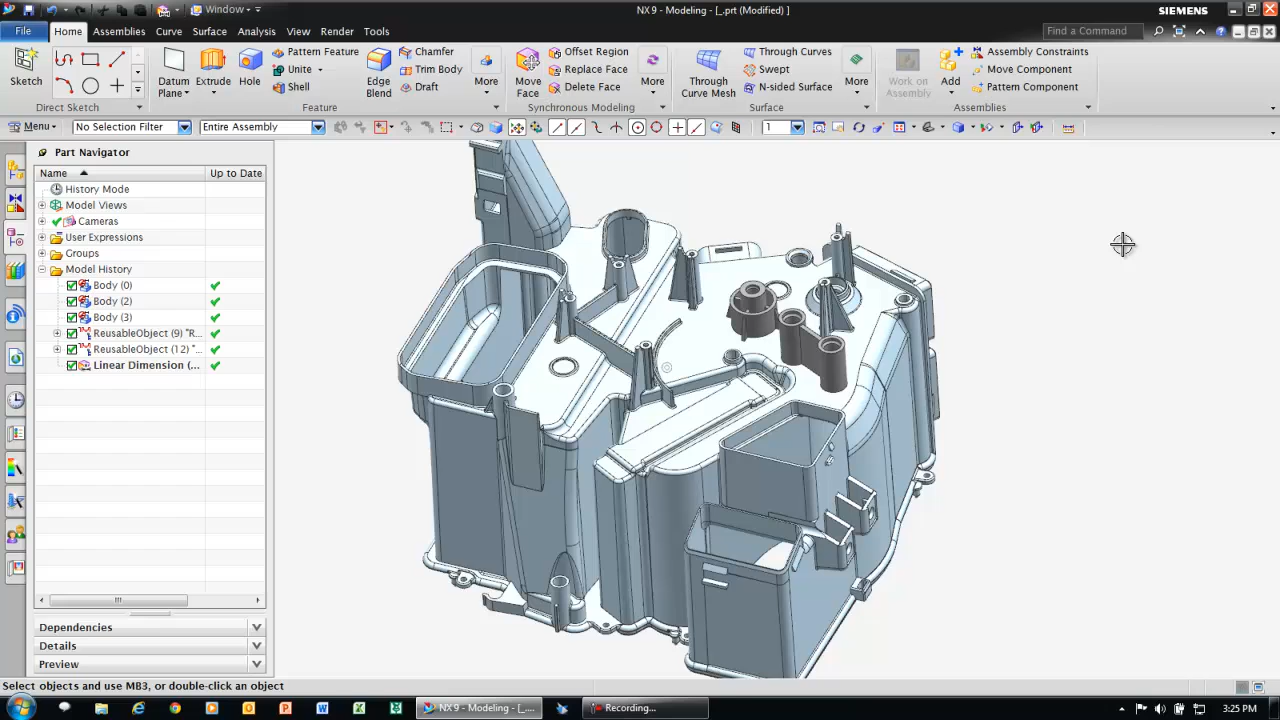 Window
NX 9 - Modeling - [_.prt (Modified) ]
SIEMENS
File Home Assemblies Curve Surface Analysis View Render Tools
Find a Command
Sketch
Direct Sketch
Datum Plane
Extrude
Hole
Pattern Feature
Unite
Shell
Edge Blend
Chamfer
Trim Body
Draft
More
Feature
Move Face
Offset Region
Replace Face
Delete Face
More
Synchronous Modeling
Through Curve Mesh
Through Curves
Swept
N-sided Surface
More
Surface
Work on Assembly
Add
Assembly Constraints
Move Component
Pattern Component
Assemblies
Menu
No Selection Filter
Entire Assembly
1
Part Navigator
Name Up to Date
History Mode
Model Views
Cameras
User Expressions
Groups
Model History
Body (0)
Body (2)
Body (3)
ReusableObject (9) "R...
ReusableObject (12) "...
Linear Dimension (...
Dependencies
Details
Preview
Select objects and use MB3, or double-click an object
NX 9 - Modeling - [_....
Recording...
3:25 PM